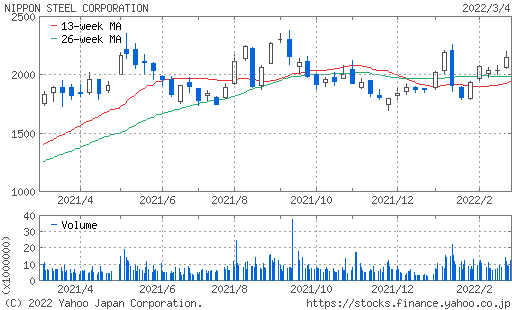 NIPPON STEEL CORPORATION 2022/3/4
2500
13-week MA
26-week MA
2000
1500
1000
2021/4 2021/6 2021/8 2021/10 2021/12 2022/2
40
Volume
30
20
10
0
(x1000000)
2021/4 2021/6 2021/8 2021/10 2021/12 2022/2
(C) 2022 Yahoo Japan Corporation. https://stocks.finance.yahoo.co.jp/